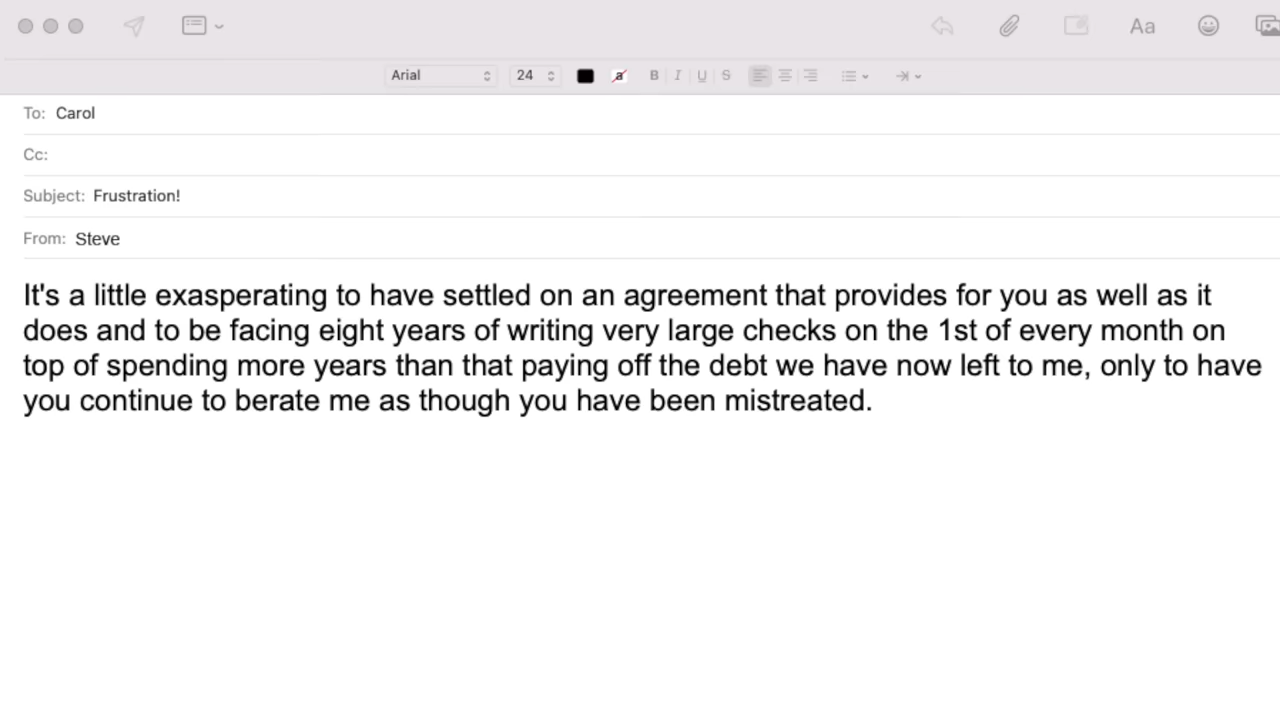 Aa
Arial 24 a B I U S
To: Carol
Cc:
Subject: Frustration!
From: Steve
It's a little exasperating to have settled on an agreement that provides for you as well as it
does and to be facing eight years of writing very large checks on the 1st of every month on
top of spending more years than that paying off the debt we have now left to me, only to have
you continue to berate me as though you have been mistreated.